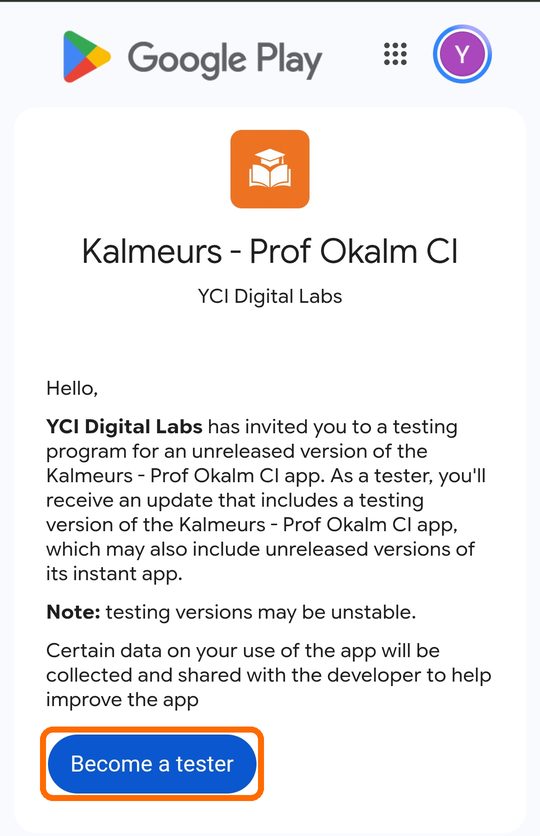 Google Play
Y
Kalmeurs - Prof Okalm CI
YCI Digital Labs
Hello,
YCI Digital Labs has invited you to a testing
program for an unreleased version of the
Kalmeurs - Prof Okalm CI app. As a tester, you'll
receive an update that includes a testing
version of the Kalmeurs - Prof Okalm CI app,
which may also include unreleased versions of
its instant app.
Note: testing versions may be unstable.
Certain data on your use of the app will be
collected and shared with the developer to help
improve the app
Become a tester